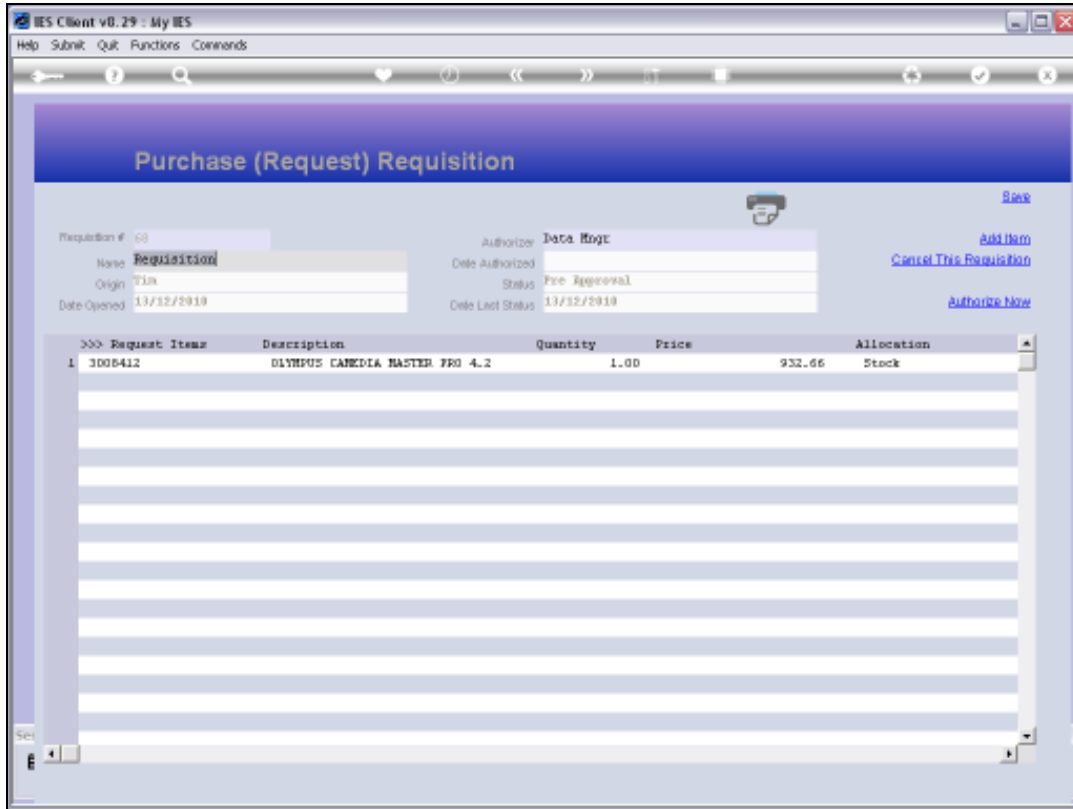 IES Client v8.29 : My IES
Help Submit Quit Functions Commands
Purchase (Request) Requisition
Save
Requisition # 68 Authorizer Data Mngr Add Item
Name Requisition Date Authorized Cancel This Requisition
Origin Tim Status Pre Approval
Date Opened 13/12/2010 Date Last Status 13/12/2010 Authorize Now
>>> Request Items Description Quantity Price Allocation
1 3008412 OLYMPUS CAMEDIA MASTER PRO 4.2 1.00 932.66 Stock